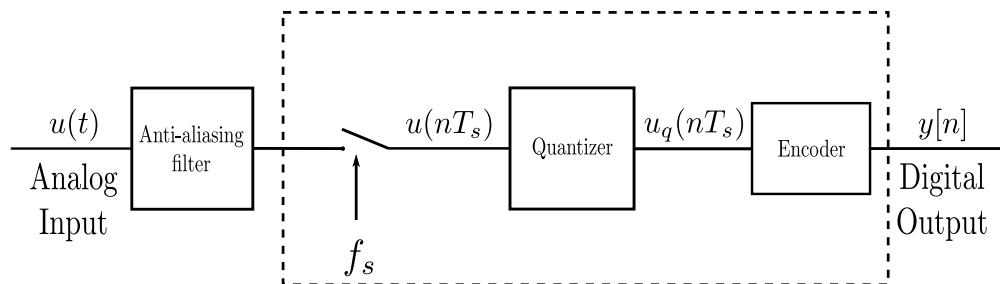 u(t)
Analog
Input
Anti-aliasing
filter
f_s
u(nT_s)
Quantizer
u_q(nT_s)
Encoder
y[n]
Digital
Output